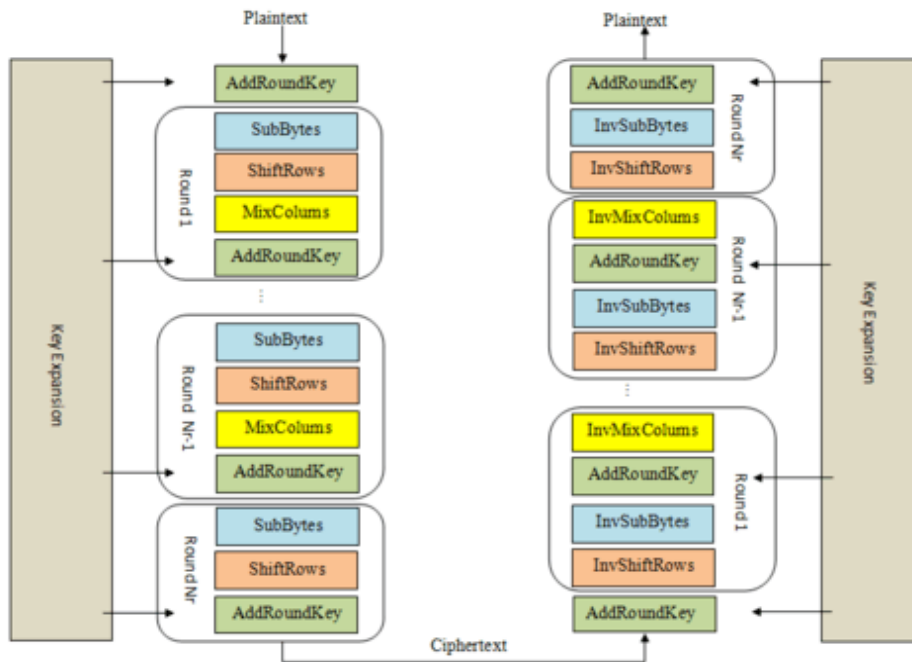 Plaintext
Key Expansion
AddRoundKey
Round 1
SubBytes
ShiftRows
MixColums
AddRoundKey
...
Round Nr-1
SubBytes
ShiftRows
MixColums
AddRoundKey
Round Nr
SubBytes
ShiftRows
AddRoundKey
Ciphertext
Plaintext
AddRoundKey
InvSubBytes
InvShiftRows
Round Nr
InvMixColums
AddRoundKey
InvSubBytes
InvShiftRows
Round Nr-1
...
InvMixColums
AddRoundKey
InvSubBytes
InvShiftRows
Round 1
AddRoundKey
Key Expansion